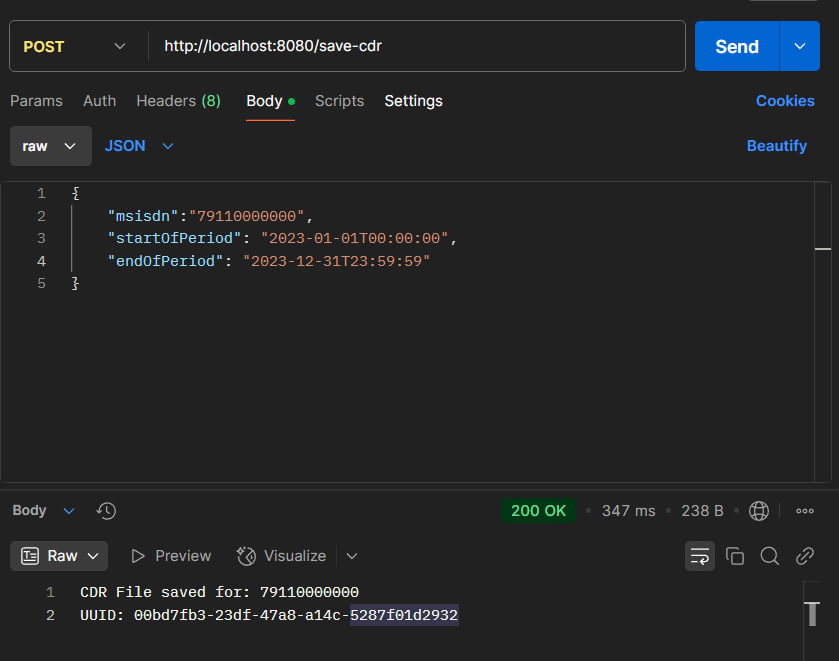 POST http://localhost:8080/save-cdr Send
Params Auth Headers (8) Body Scripts Settings Cookies
raw JSON Beautify
1 {
2 "msisdn":"79110000000",
3 "startOfPeriod": "2023-01-01T00:00:00",
4 "endOfPeriod": "2023-12-31T23:59:59"
5 }
Body 200 OK 347 ms 238 B
Raw Preview Visualize
1 CDR File saved for: 79110000000
2 UUID: 00bd7fb3-23df-47a8-a14c-5287f01d2932